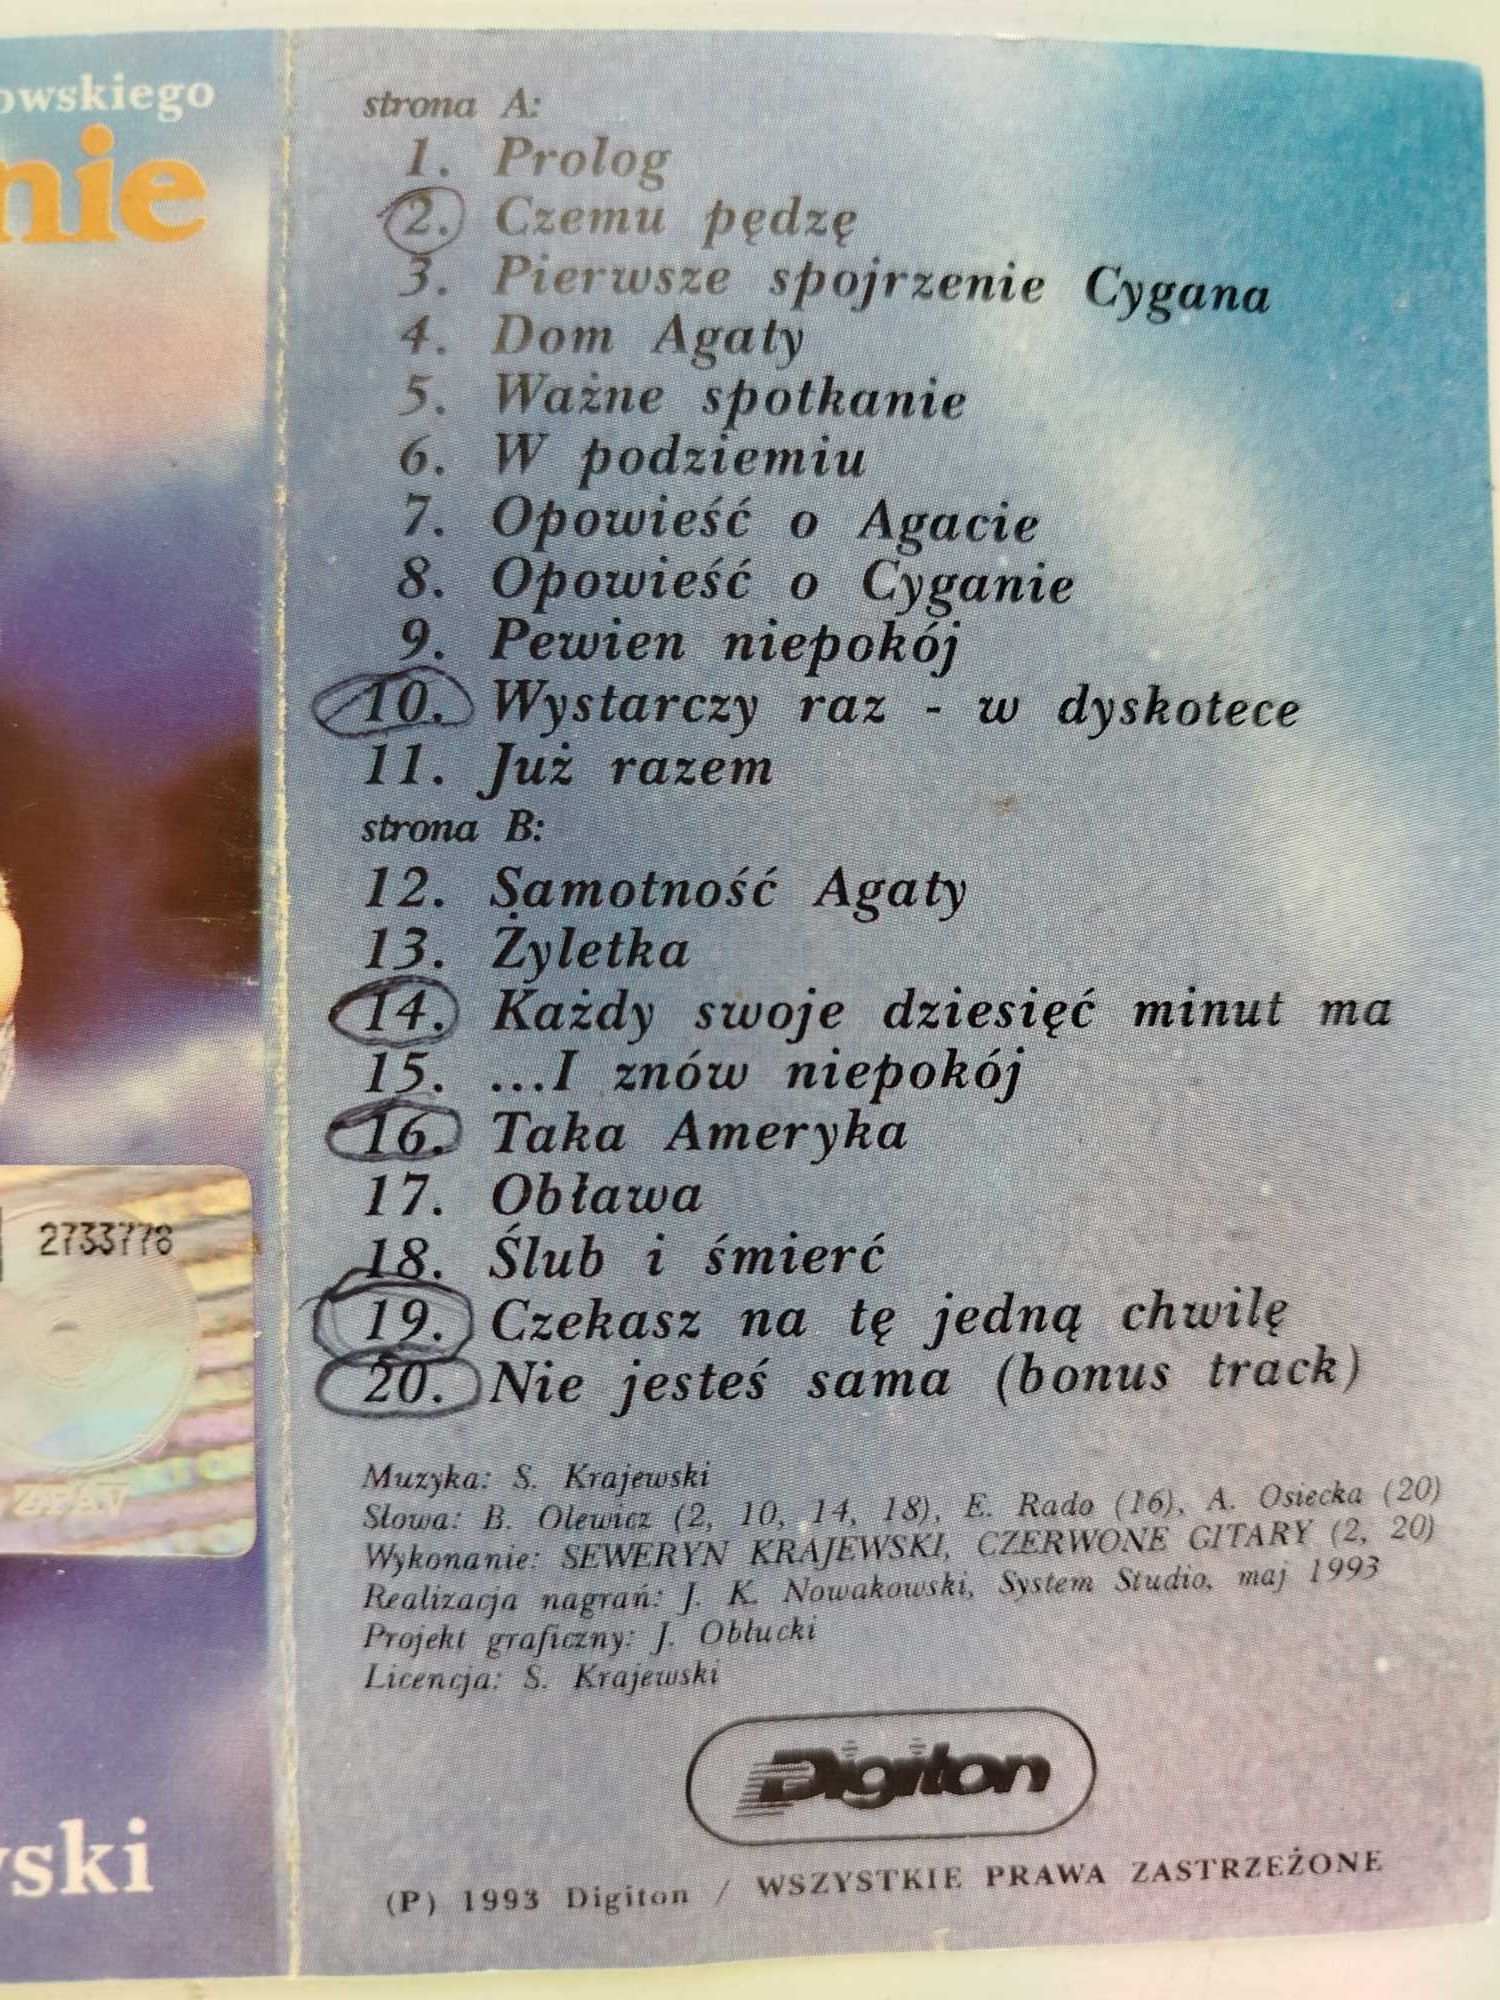 owskiego
nie
2733778
ZPAV
wski
strona A:
1. Prolog
2. Czemu pędzę
3. Pierwsze spojrzenie Cygana
4. Dom Agaty
5. Ważne spotkanie
6. W podziemiu
7. Opowieść o Agacie
8. Opowieść o Cyganie
9. Pewien niepokój
10. Wystarczy raz - w dyskotece
11. Już razem
strona B:
12. Samotność Agaty
13. Żyletka
14. Każdy swoje dziesięć minut ma
15. ...I znów niepokój
16. Taka Ameryka
17. Obława
18. Ślub i śmierć
19. Czekasz na tę jedną chwilę
20. Nie jesteś sama (bonus track)
Muzyka: S. Krajewski
Słowa: B. Olewicz (2, 10, 14, 18), E. Rado (16), A. Osiecka (20)
Wykonanie: SEWERYN KRAJEWSKI, CZERWONE GITARY (2, 20)
Realizacja nagrań: J. K. Nowakowski, System Studio, maj 1993
Projekt graficzny: J. Obłucki
Licencja: S. Krajewski
Digiton
(P) 1993 Digiton / WSZYSTKIE PRAWA ZASTRZEŻONE